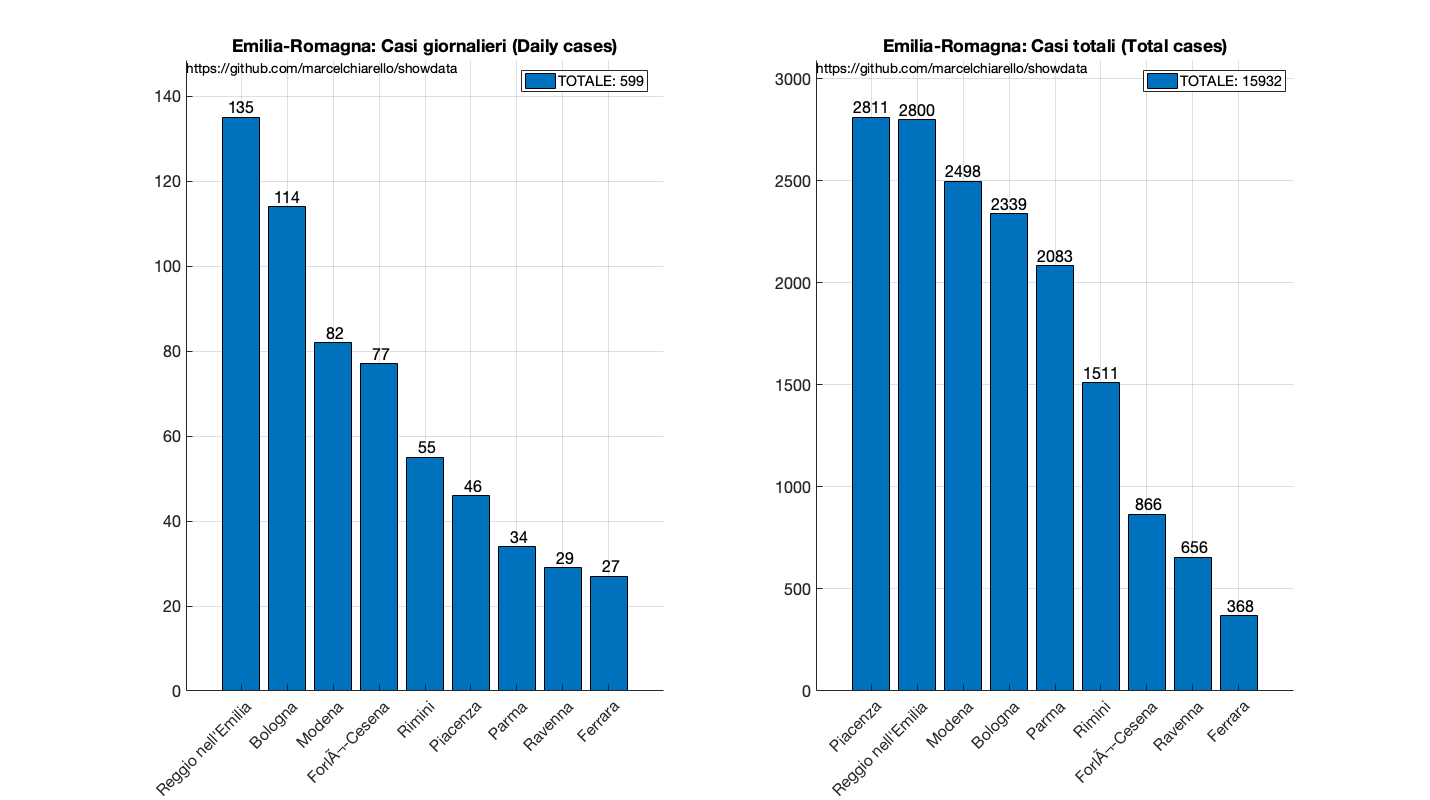 Emilia-Romagna: Casi giornalieri (Daily cases)
https://github.com/marcelchiarello/showdata
TOTALE: 599
140
120
100
80
60
40
20
0
135
114
82
77
55
46
34
29
27
Reggio nell'Emilia
Bologna
Modena
ForlÃ¬-Cesena
Rimini
Piacenza
Parma
Ravenna
Ferrara
Emilia-Romagna: Casi totali (Total cases)
https://github.com/marcelchiarello/showdata
TOTALE: 15932
3000
2500
2000
1500
1000
500
0
2811
2800
2498
2339
2083
1511
866
656
368
Piacenza
Reggio nell'Emilia
Modena
Bologna
Parma
Rimini
ForlÃ¬-Cesena
Ravenna
Ferrara